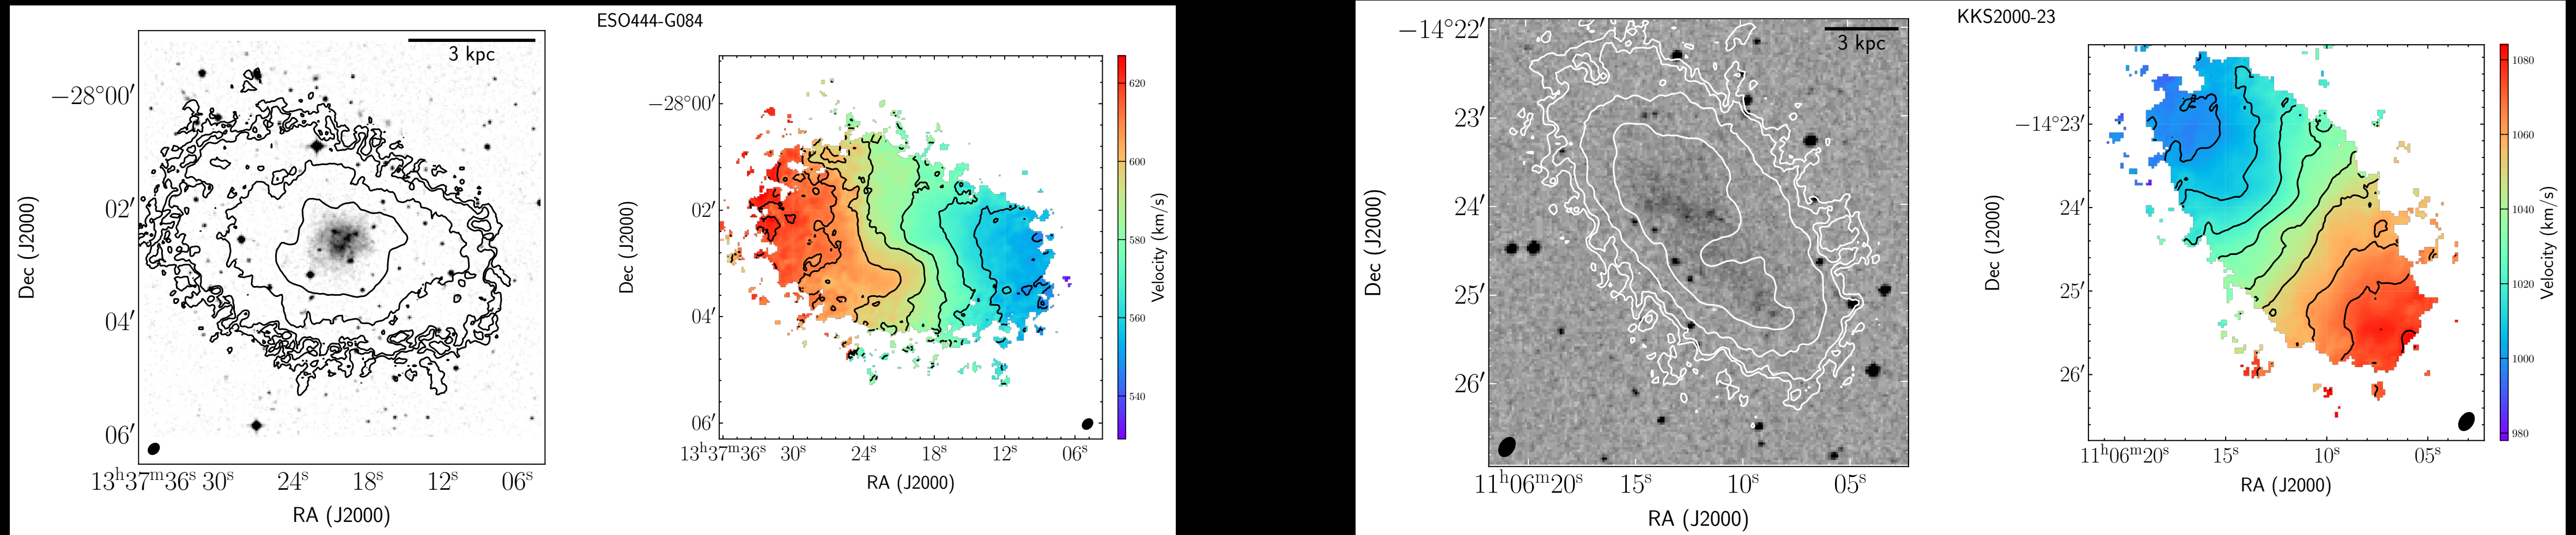 ESO444-G084
3 kpc
−28°00′
02′
04′
06′
13ʰ37ᵐ36ˢ 30ˢ 24ˢ 18ˢ 12ˢ 06ˢ
RA (J2000)
Dec (J2000)
−28°00′
02′
04′
06′
13ʰ37ᵐ36ˢ 30ˢ 24ˢ 18ˢ 12ˢ 06ˢ
RA (J2000)
Dec (J2000)
620
600
580
560
540
Velocity (km/s)
KKS2000-23
3 kpc
−14°22′
23′
24′
25′
26′
11ʰ06ᵐ20ˢ 15ˢ 10ˢ 05ˢ
RA (J2000)
Dec (J2000)
−14°23′
24′
25′
26′
11ʰ06ᵐ20ˢ 15ˢ 10ˢ 05ˢ
RA (J2000)
Dec (J2000)
1080
1060
1040
1020
1000
980
Velocity (km/s)